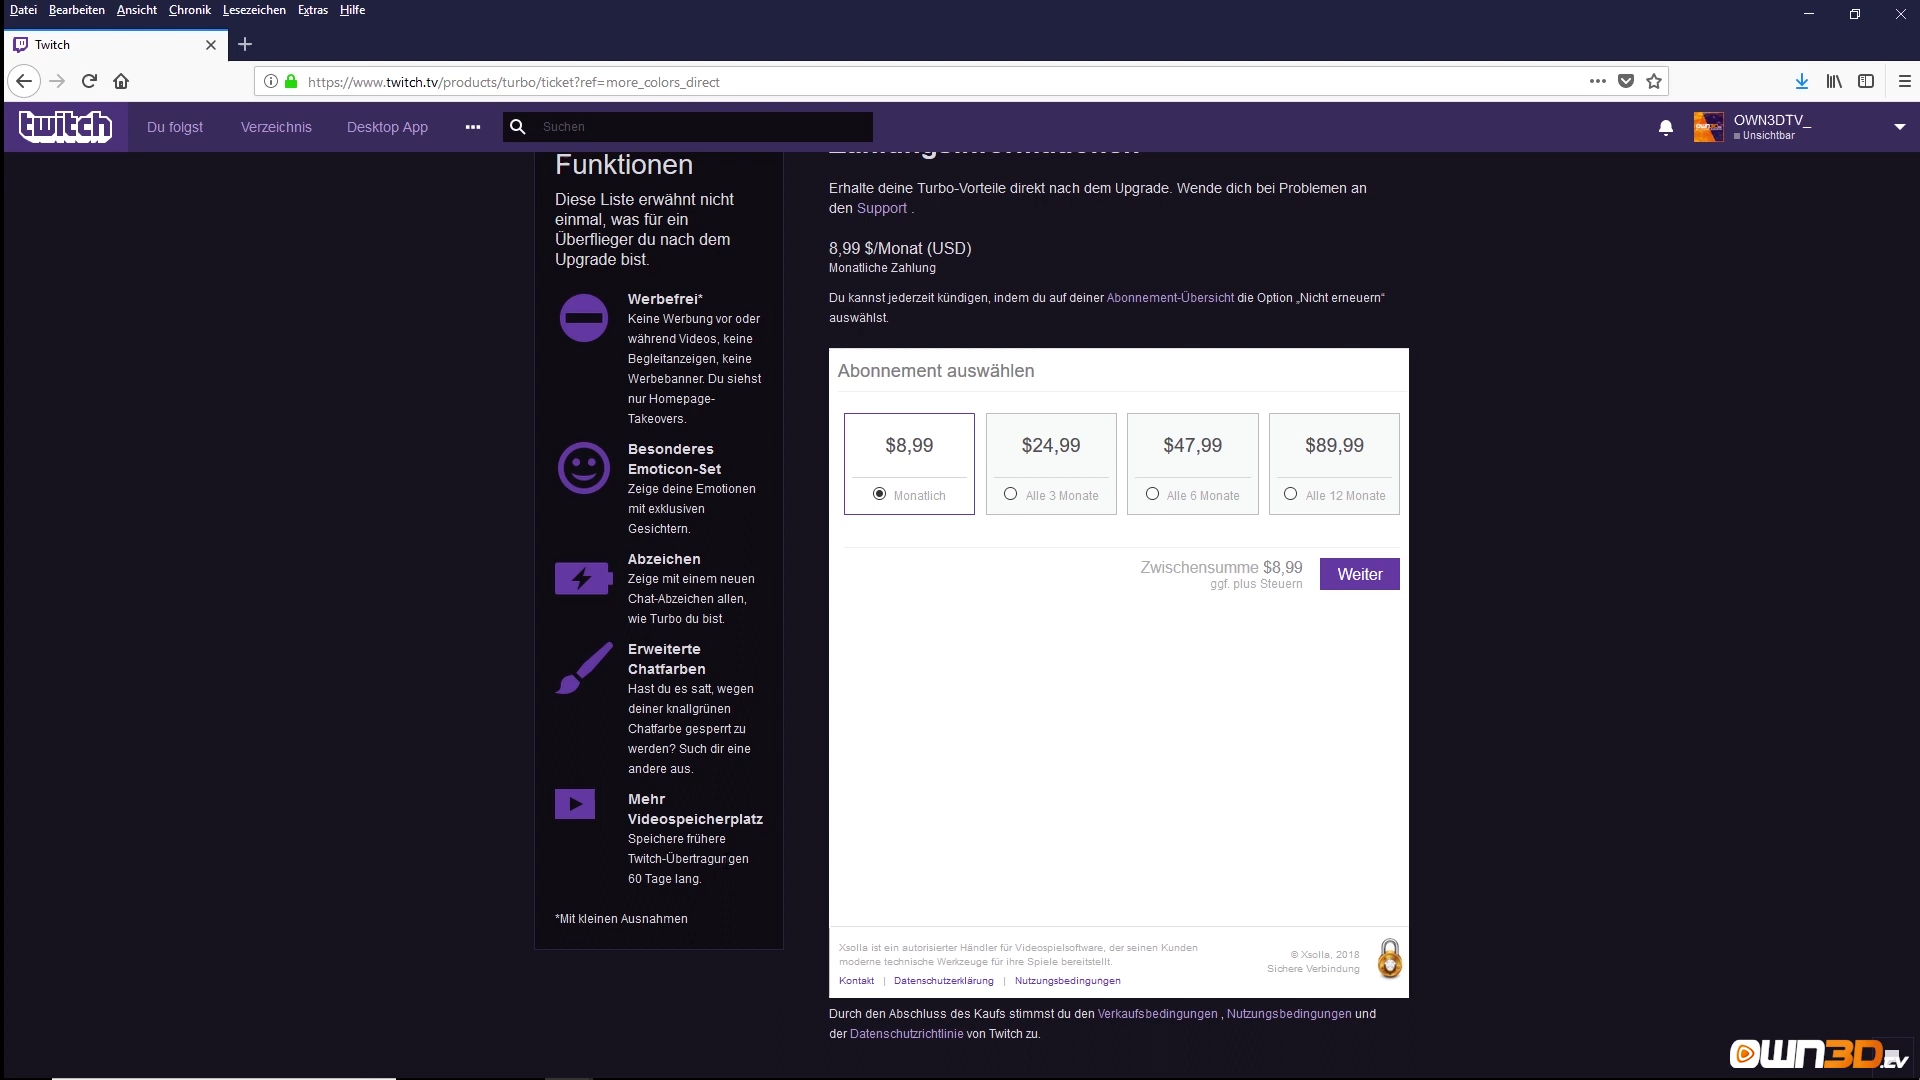 Datei Bearbeiten Ansicht Chronik Lesezeichen Extras Hilfe
Twitch
https://www.twitch.tv/products/turbo/ticket?ref=more_colors_direct
twitch Du folgst Verzeichnis Desktop App Suchen OWN3DTV_
Unsichtbar
Funktionen
Diese Liste erwähnt nicht
einmal, was für ein
Überflieger du nach dem
Upgrade bist.
Werbefrei*
Keine Werbung vor oder
während Videos, keine
Begleitanzeigen, keine
Werbebanner. Du siehst
nur Homepage-
Takeovers.
Besonderes
Emoticon-Set
Zeige deine Emotionen
mit exklusiven
Gesichtern.
Abzeichen
Zeige mit einem neuen
Chat-Abzeichen allen,
wie Turbo du bist.
Erweiterte
Chatfarben
Hast du es satt, wegen
deiner knallgrünen
Chatfarbe gesperrt zu
werden? Such dir eine
andere aus.
Mehr
Videospeicherplatz
Speichere frühere
Twitch-Übertragungen
60 Tage lang.
*Mit kleinen Ausnahmen
Zahlungsinformationen
Erhalte deine Turbo-Vorteile direkt nach dem Upgrade. Wende dich bei Problemen an
den Support .
8,99 $/Monat (USD)
Monatliche Zahlung
Du kannst jederzeit kündigen, indem du auf deiner Abonnement-Übersicht die Option „Nicht erneuern“
auswählst.
Abonnement auswählen
$8,99 $24,99 $47,99 $89,99
Monatlich Alle 3 Monate Alle 6 Monate Alle 12 Monate
Zwischensumme $8,99
ggf. plus Steuern
Weiter
Xsolla ist ein autorisierter Händler für Videospielsoftware, der seinen Kunden
moderne technische Werkzeuge für ihre Spiele bereitstellt.
Kontakt | Datenschutzerklärung | Nutzungsbedingungen
© Xsolla, 2018
Sichere Verbindung
Durch den Abschluss des Kaufs stimmst du den Verkaufsbedingungen , Nutzungsbedingungen und
der Datenschutzrichtlinie von Twitch zu.
OWN3D.tv